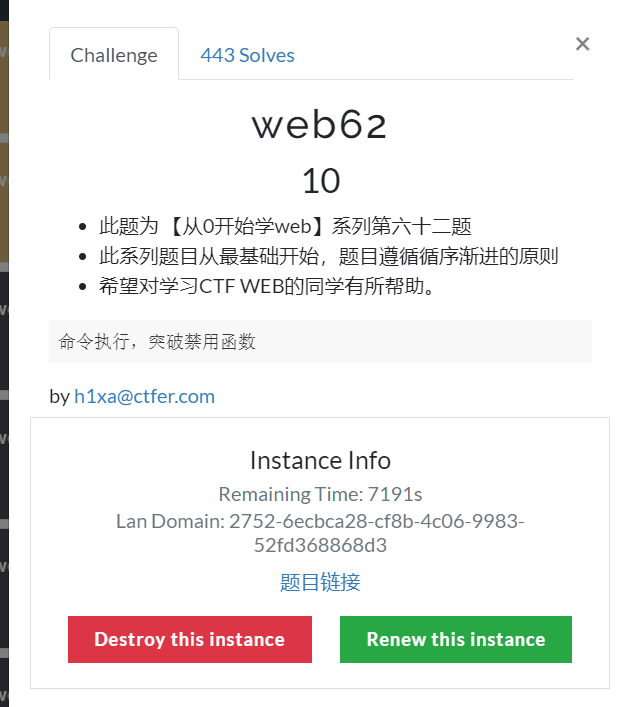 Challenge
443 Solves
×
web62
10
此题为 【从0开始学web】系列第六十二题
此系列题目从最基础开始，题目遵循循序渐进的原则
希望对学习CTF WEB的同学有所帮助。
命令执行，突破禁用函数
by h1xa@ctfer.com
Instance Info
Remaining Time: 7191s
Lan Domain: 2752-6ecbca28-cf8b-4c06-9983-
52fd368868d3
题目链接
Destroy this instance
Renew this instance